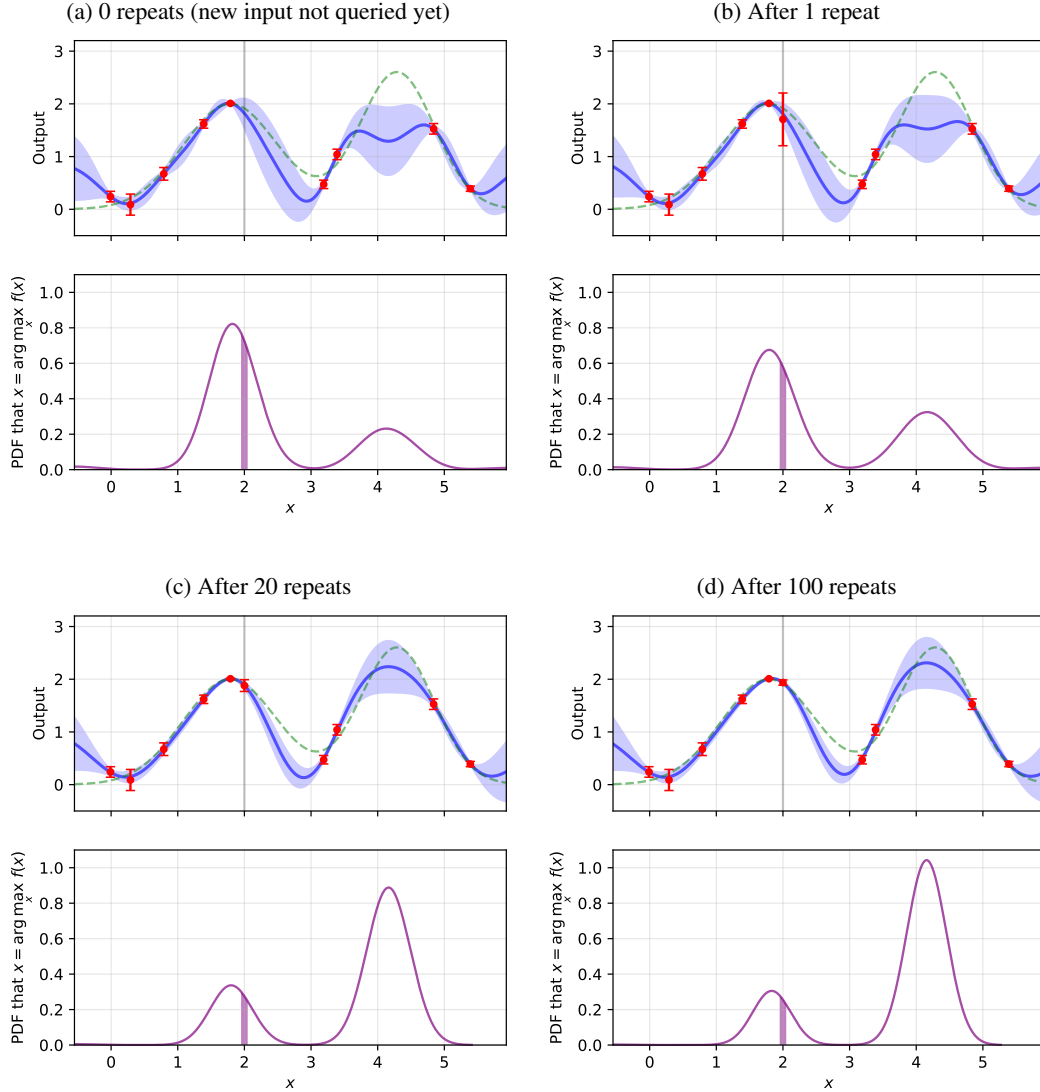 (a) 0 repeats (new input not queried yet)
(b) After 1 repeat
3
2
1
0
Output
3
2
1
0
Output
1.0
0.8
0.6
0.4
0.2
0.0
PDF that x = arg max f(x)
x
0 1 2 3 4 5
x
1.0
0.8
0.6
0.4
0.2
0.0
PDF that x = arg max f(x)
x
0 1 2 3 4 5
x
(c) After 20 repeats
(d) After 100 repeats
3
2
1
0
Output
3
2
1
0
Output
1.0
0.8
0.6
0.4
0.2
0.0
PDF that x = arg max f(x)
x
0 1 2 3 4 5
x
1.0
0.8
0.6
0.4
0.2
0.0
PDF that x = arg max f(x)
x
0 1 2 3 4 5
x